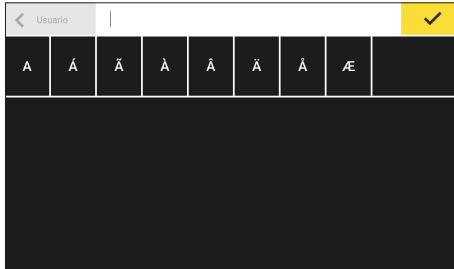 Usuario
A Á Ã À Â Ä Å Æ